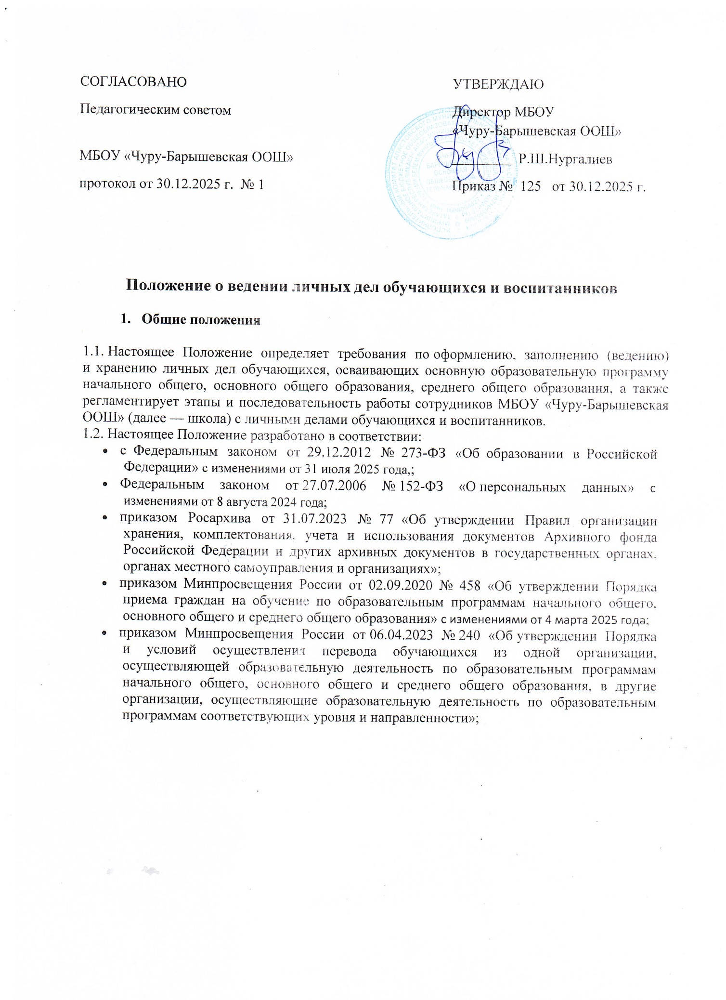 СОГЛАСОВАНО
Педагогическим советом
МБОУ «Чуру-Барышевская ООШ»
протокол от 30.12.2025 г. № 1
УТВЕРЖДАЮ
Директор МБОУ
«Чуру-Барышевская ООШ»
Р.Ш.Нургалиев
Приказ № 125 от 30.12.2025 г.
Положение о ведении личных дел обучающихся и воспитанников
1. Общие положения
1.1. Настоящее Положение определяет требования по оформлению, заполнению (ведению)
и хранению личных дел обучающихся, осваивающих основную образовательную программу
начального общего, основного общего образования, среднего общего образования, а также
регламентирует этапы и последовательность работы сотрудников МБОУ «Чуру-Барышевская
ООШ» (далее — школа) с личными делами обучающихся и воспитанников.
1.2. Настоящее Положение разработано в соответствии:
• с Федеральным законом от 29.12.2012 № 273-ФЗ «Об образовании в Российской
Федерации» с изменениями от 31 июля 2025 года,;
• Федеральным законом от 27.07.2006 № 152-ФЗ «О персональных данных» с
изменениями от 8 августа 2024 года;
• приказом Росархива от 31.07.2023 № 77 «Об утверждении Правил организации
хранения, комплектования, учета и использования документов Архивного фонда
Российской Федерации и других архивных документов в государственных органах,
органах местного самоуправления и организациях»;
• приказом Минпросвещения России от 02.09.2020 № 458 «Об утверждении Порядка
приема граждан на обучение по образовательным программам начального общего,
основного общего и среднего общего образования» с изменениями от 4 марта 2025 года;
• приказом Минпросвещения России от 06.04.2023 № 240 «Об утверждении Порядка
и условий осуществления перевода обучающихся из одной организации,
осуществляющей образовательную деятельность по образовательным программам
начального общего, основного общего и среднего общего образования, в другие
организации, осуществляющие образовательную деятельность по образовательным
программам соответствующих уровня и направленности»;